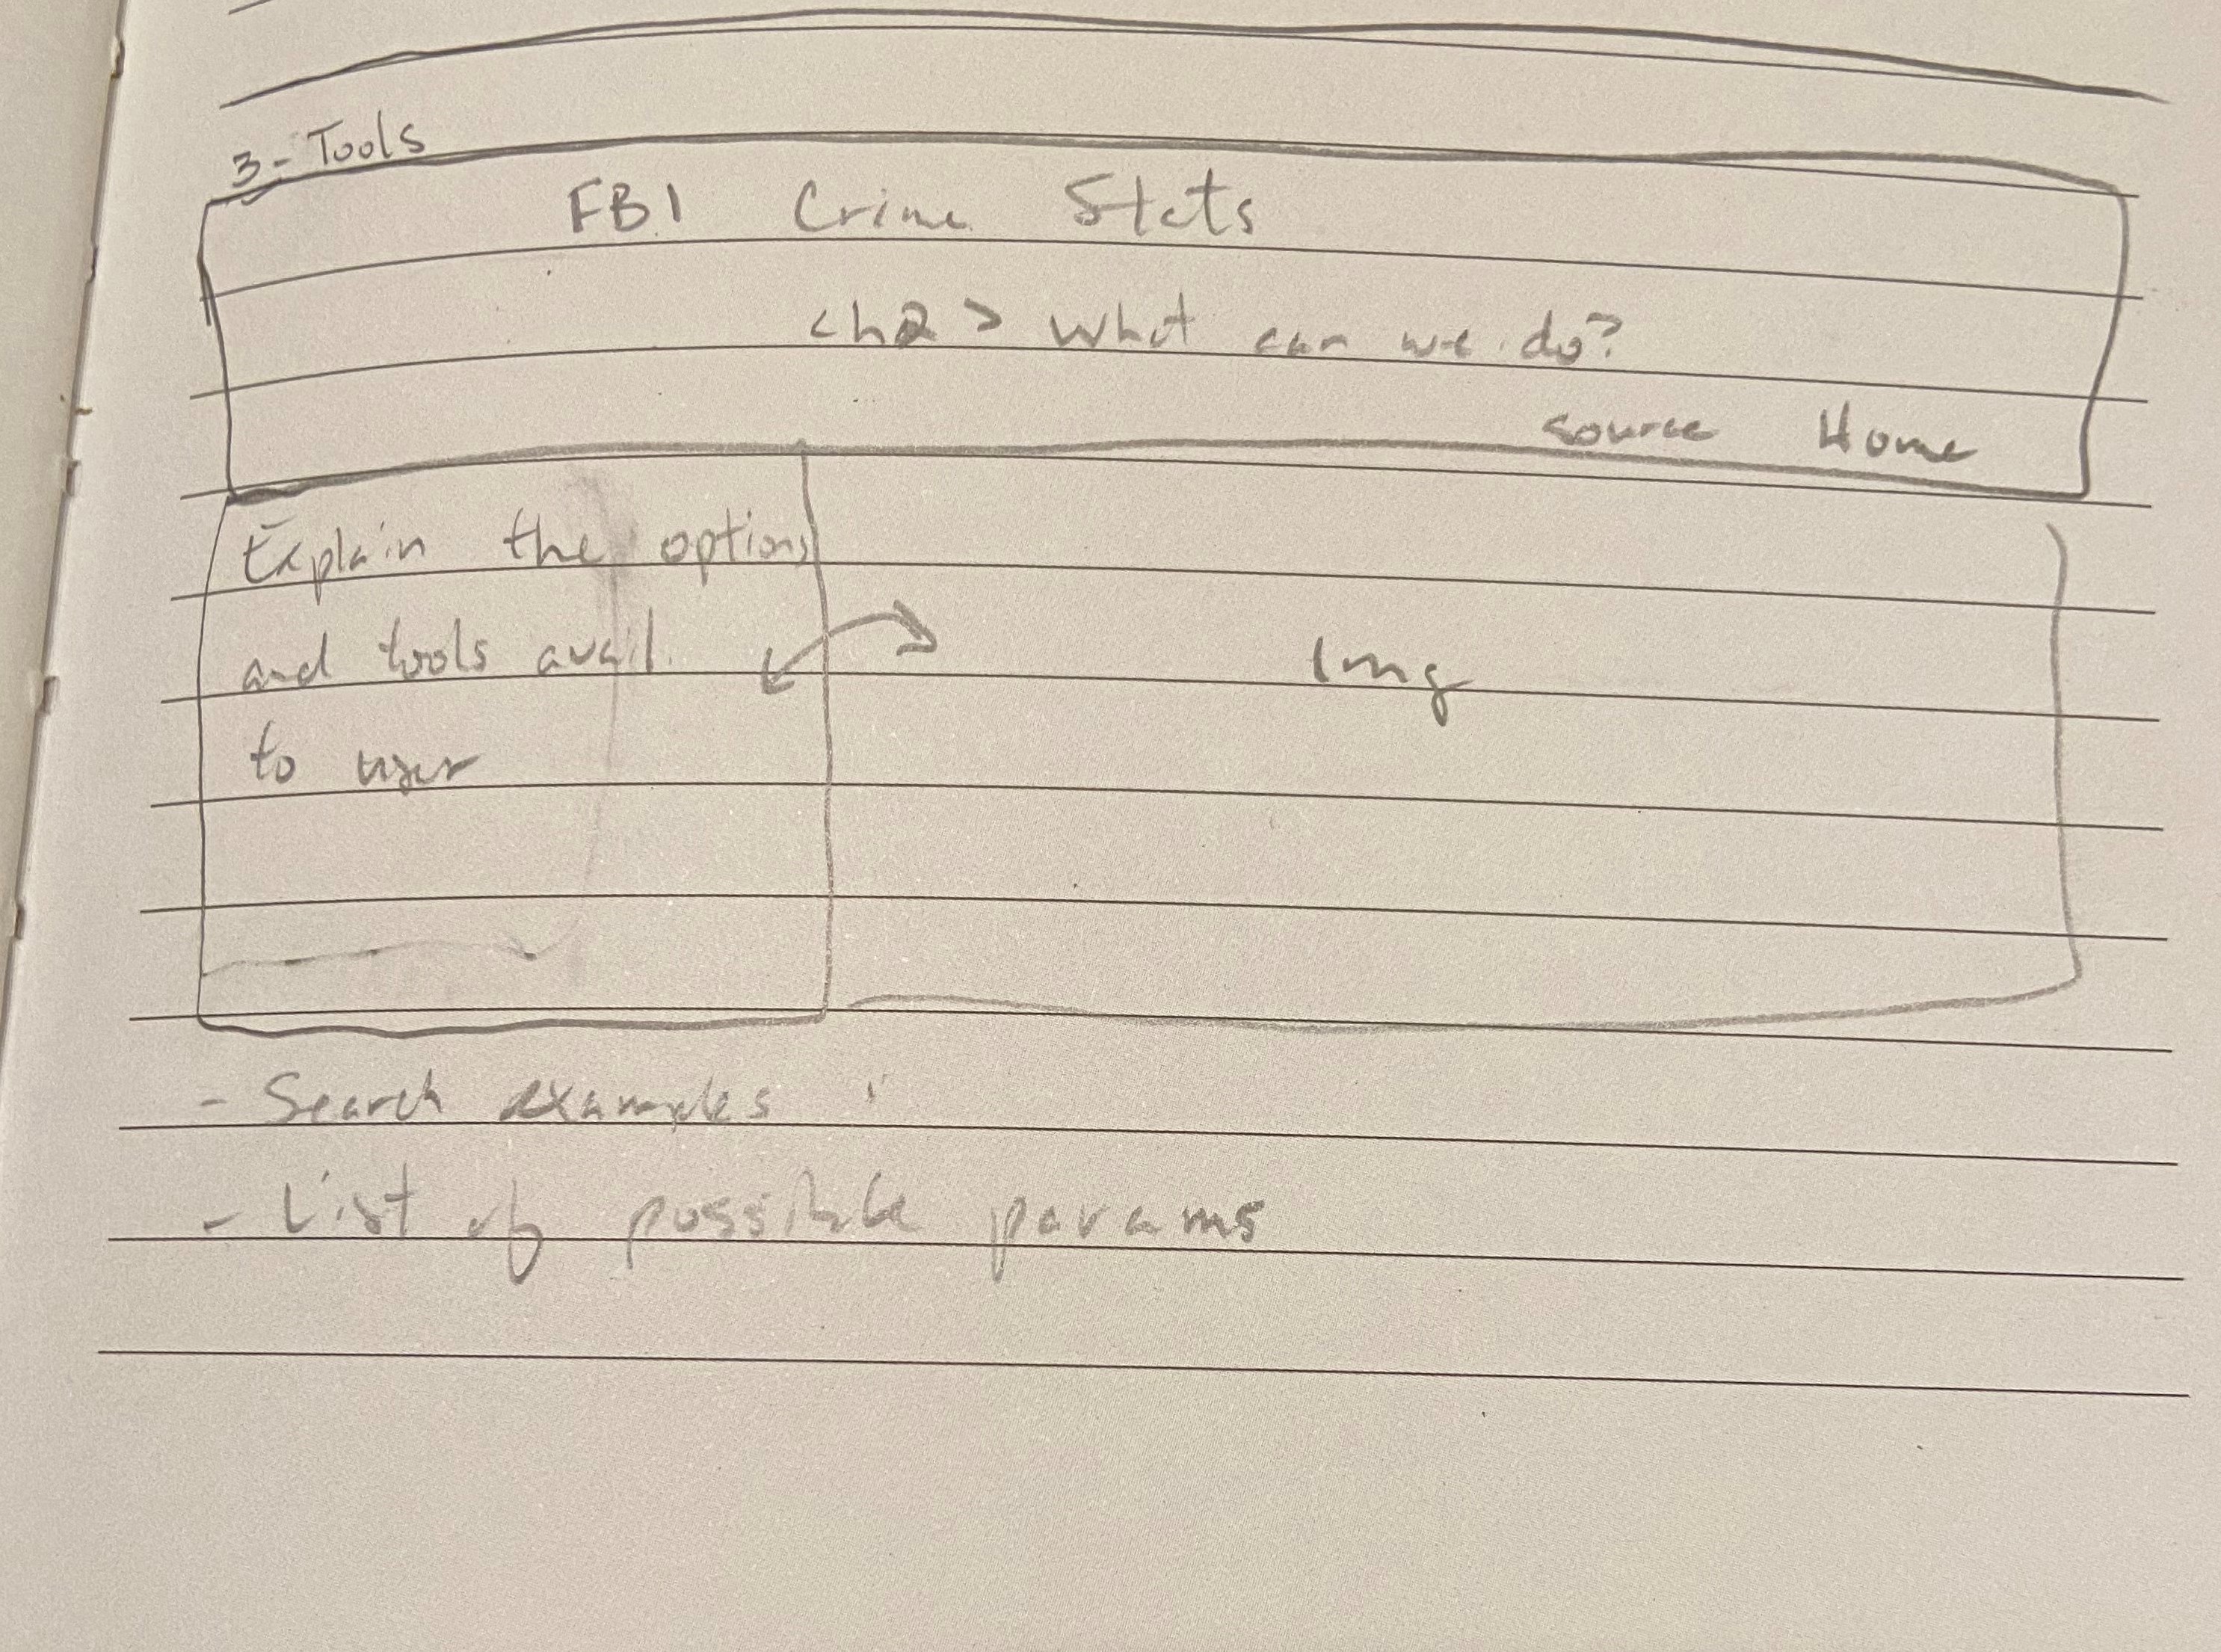 3- Tools
FBI Crime Stats
<h2> What can we do?
source Home
Explain the options
and tools avail.
to user
Img
- Search examples
- List of possible params